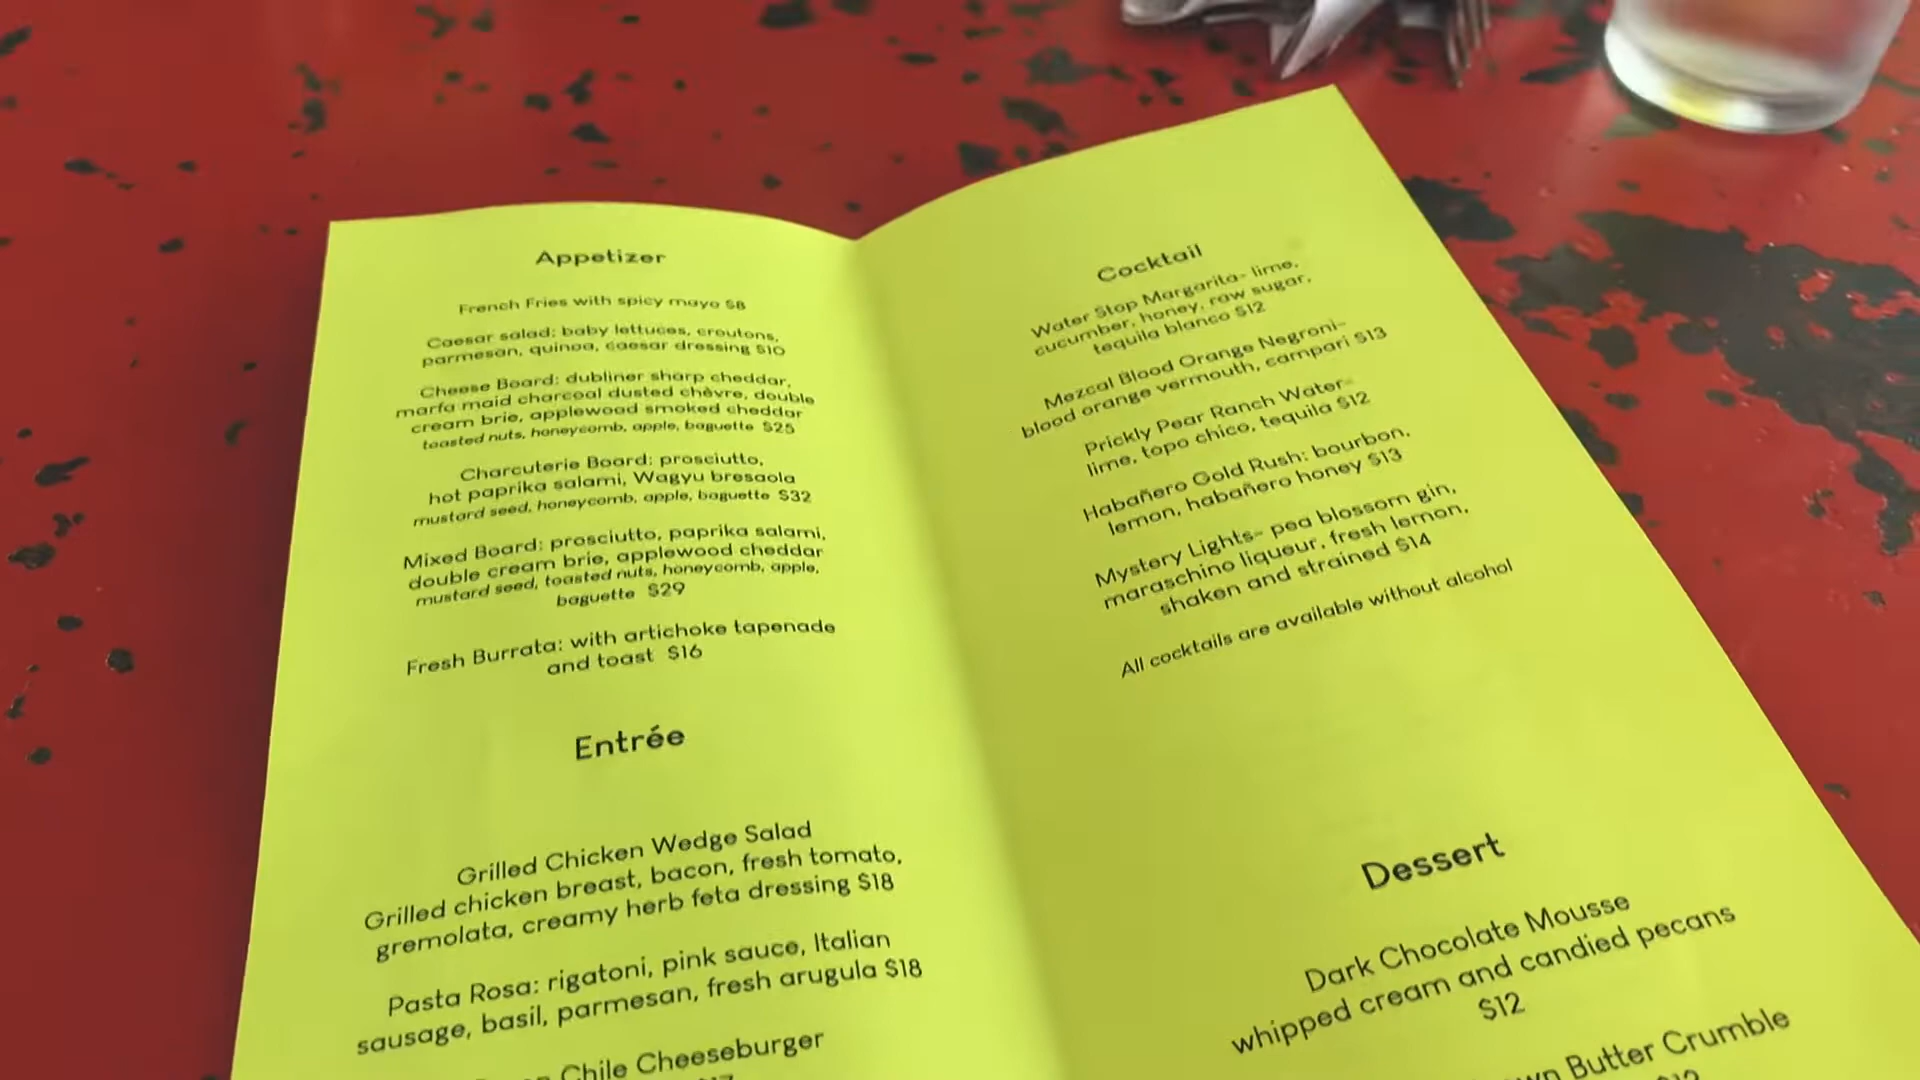 Appetizer
French Fries with spicy mayo $8
Caesar salad: baby lettuces, croutons,
parmesan, quinoa, caesar dressing $10
Cheese Board: dubliner sharp cheddar,
marfa maid charcoal dusted chèvre, double
cream brie, applewood smoked cheddar
toasted nuts, honeycomb, apple, baguette $25
Charcuterie Board: prosciutto,
hot paprika salami, Wagyu bresaola
mustard seed, honeycomb, apple, baguette $32
Mixed Board: prosciutto, paprika salami,
double cream brie, applewood cheddar
mustard seed, toasted nuts, honeycomb, apple,
baguette $29
Fresh Burrata: with artichoke tapenade
and toast $16
Entrée
Grilled Chicken Wedge Salad
Grilled chicken breast, bacon, fresh tomato,
gremolata, creamy herb feta dressing $18
Pasta Rosa: rigatoni, pink sauce, Italian
sausage, basil, parmesan, fresh arugula $18
Chile Cheeseburger
Cocktail
Water Stop Margarita- lime,
cucumber, honey, raw sugar,
tequila blanco $12
Mezcal Blood Orange Negroni-
blood orange vermouth, campari $13
Prickly Pear Ranch Water-
lime, topo chico, tequila $12
Habañero Gold Rush: bourbon,
lemon, habañero honey $13
Mystery Lights- pea blossom gin,
maraschino liqueur, fresh lemon,
shaken and strained $14
All cocktails are available without alcohol
Dessert
Dark Chocolate Mousse
whipped cream and candied pecans
$12
Butter Crumble